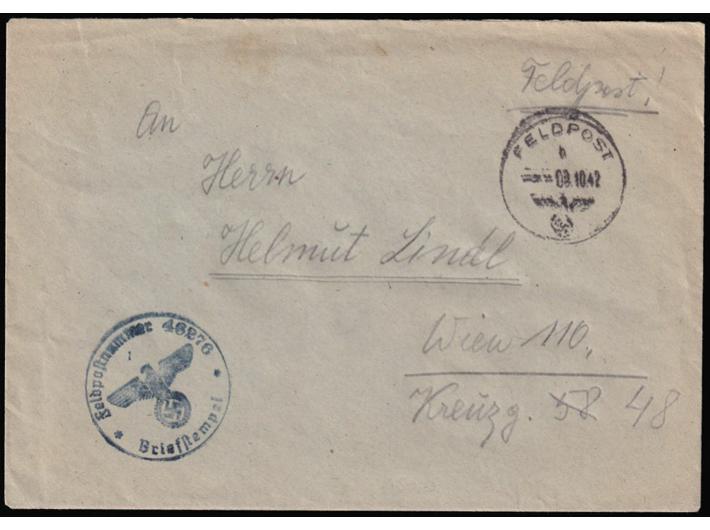 Feldpost!
FELDPOST
b
09.10.42
An
Herrn
Helmut Lindl
Wien 110,
Kreuzg. 58 48
Feldpostnummer 46276
* Briefstempel *